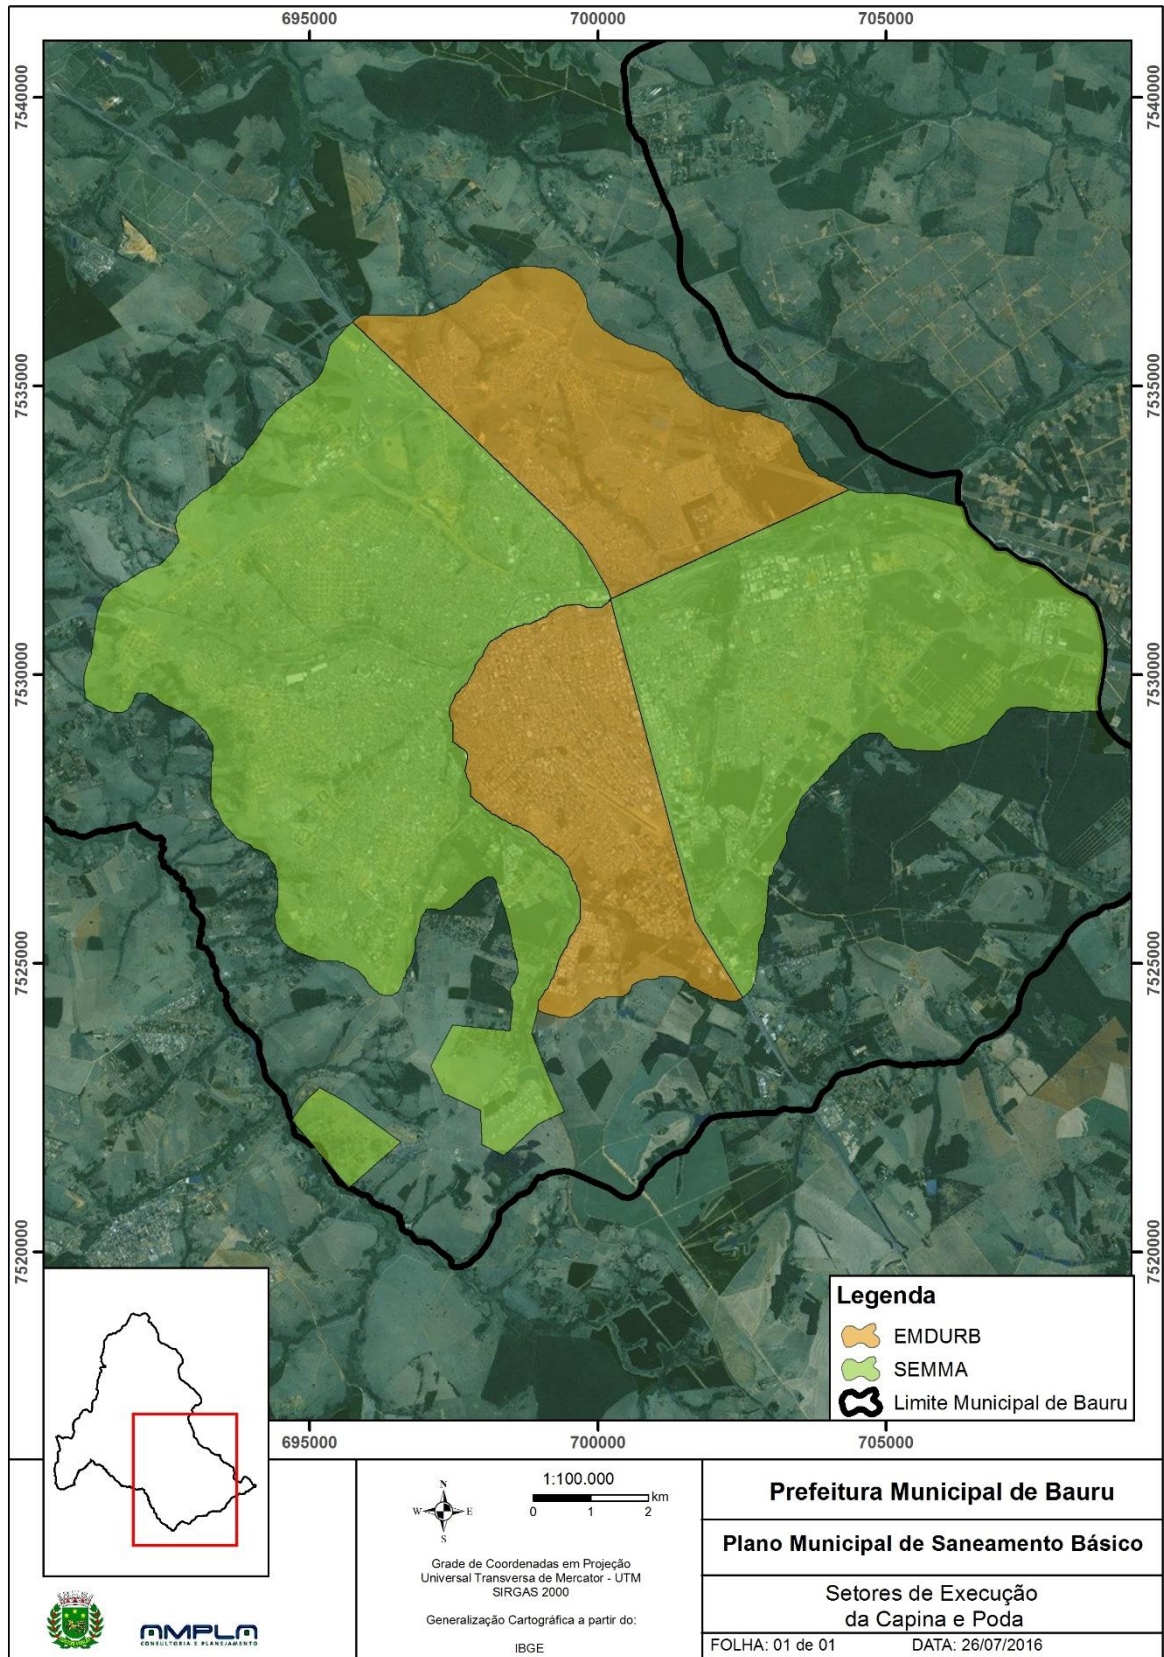 695000
700000
705000
7540000
7540000
7535000
7535000
7530000
7530000
7525000
7525000
7520000
7520000
Legenda
EMDURB
SEMMA
Limite Municipal de Bauru
695000
700000
705000
N
W
E
S
1:100.000
km
0 1 2
Grade de Coordenadas em Projeção
Universal Transversa de Mercator - UTM
SIRGAS 2000
Generalização Cartográfica a partir do:
IBGE
AMPLA
CONSULTORIA E PLANEJAMENTO
Prefeitura Municipal de Bauru
Plano Municipal de Saneamento Básico
Setores de Execução
da Capina e Poda
FOLHA: 01 de 01 DATA: 26/07/2016